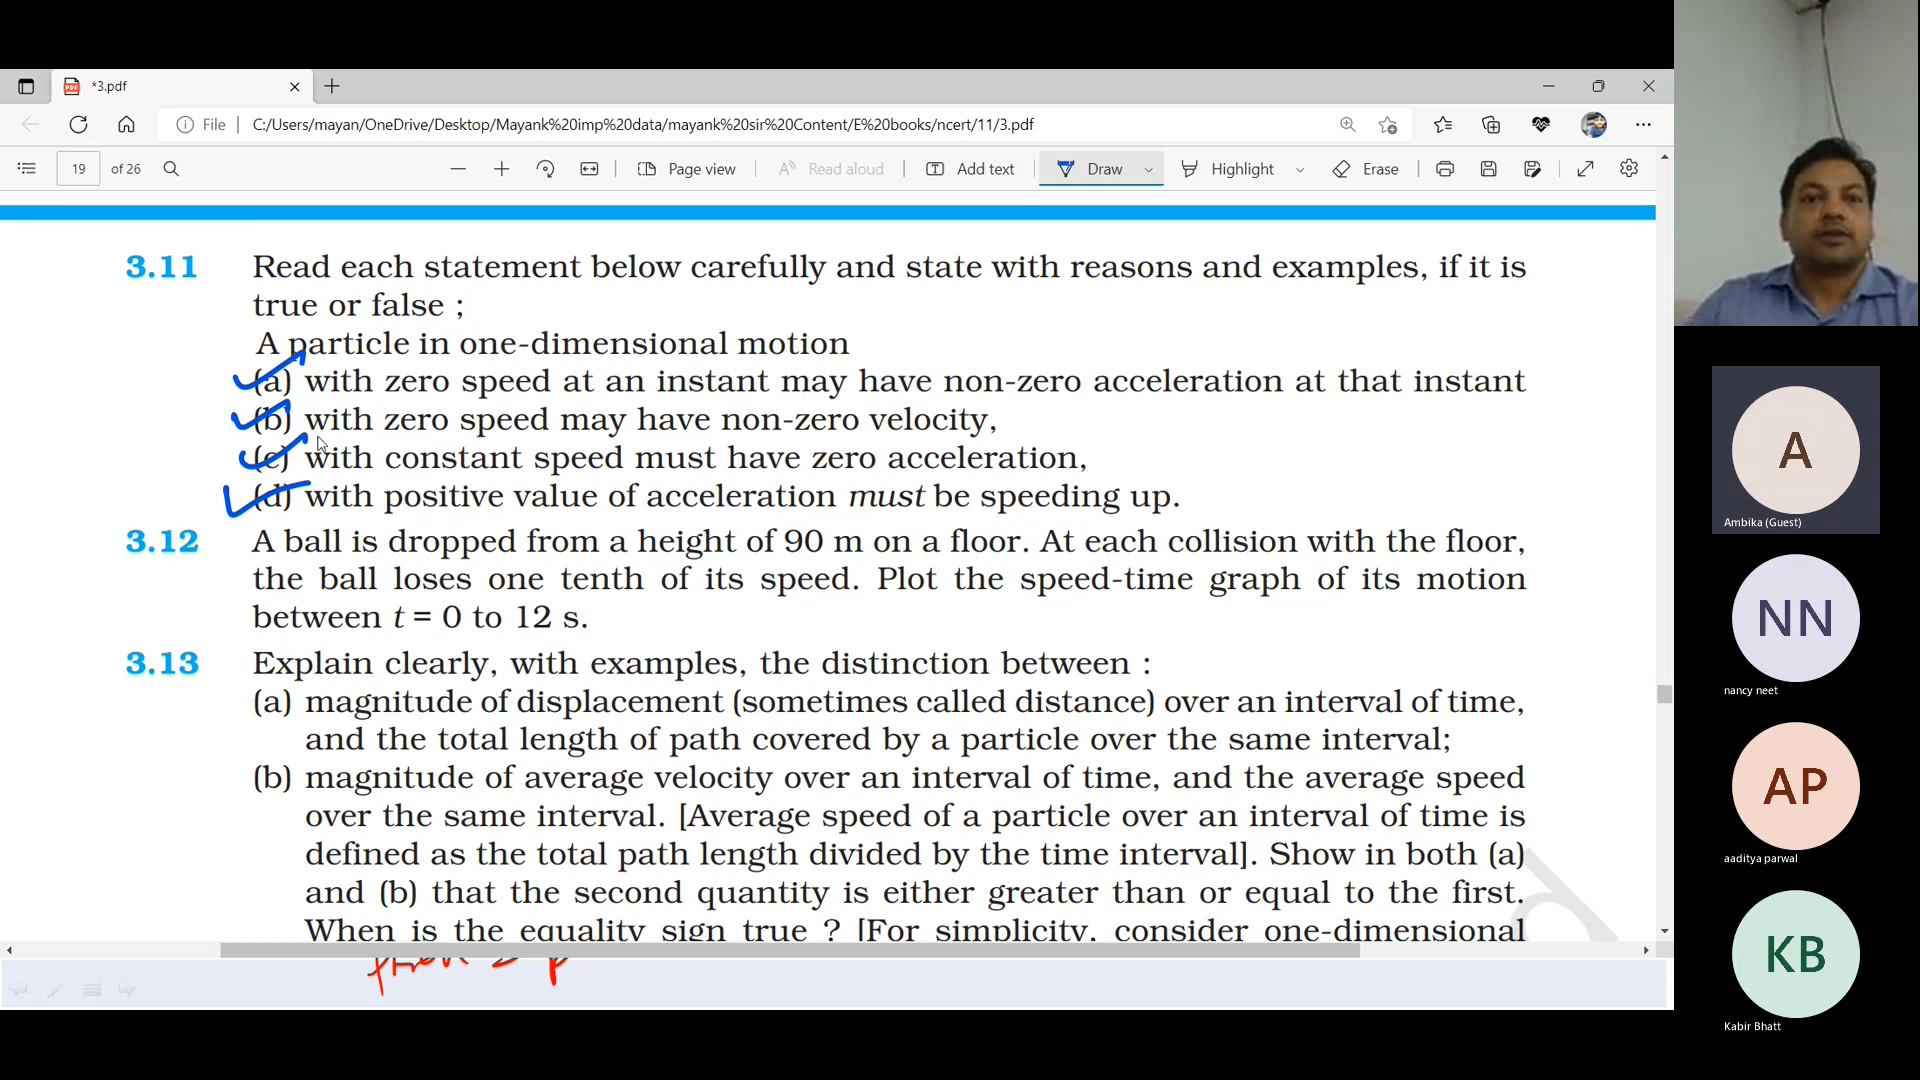 *3.pdf
File
C:/Users/mayan/OneDrive/Desktop/Mayank%20imp%20data/mayank%20sir%20Content/E%20books/ncert/11/3.pdf
19 of 26
Page view
Read aloud
Add text
Draw
Highlight
Erase
3.11 Read each statement below carefully and state with reasons and examples, if it is
true or false ;
A particle in one-dimensional motion
(a) with zero speed at an instant may have non-zero acceleration at that instant
(b) with zero speed may have non-zero velocity,
(c) with constant speed must have zero acceleration,
(d) with positive value of acceleration must be speeding up.
3.12 A ball is dropped from a height of 90 m on a floor. At each collision with the floor,
the ball loses one tenth of its speed. Plot the speed-time graph of its motion
between t = 0 to 12 s.
3.13 Explain clearly, with examples, the distinction between :
(a) magnitude of displacement (sometimes called distance) over an interval of time,
and the total length of path covered by a particle over the same interval;
(b) magnitude of average velocity over an interval of time, and the average speed
over the same interval. [Average speed of a particle over an interval of time is
defined as the total path length divided by the time interval]. Show in both (a)
and (b) that the second quantity is either greater than or equal to the first.
When is the equality sign true ? [For simplicity, consider one-dimensional
A
Ambika (Guest)
NN
nancy neet
AP
aaditya parwal
KB
Kabir Bhatt